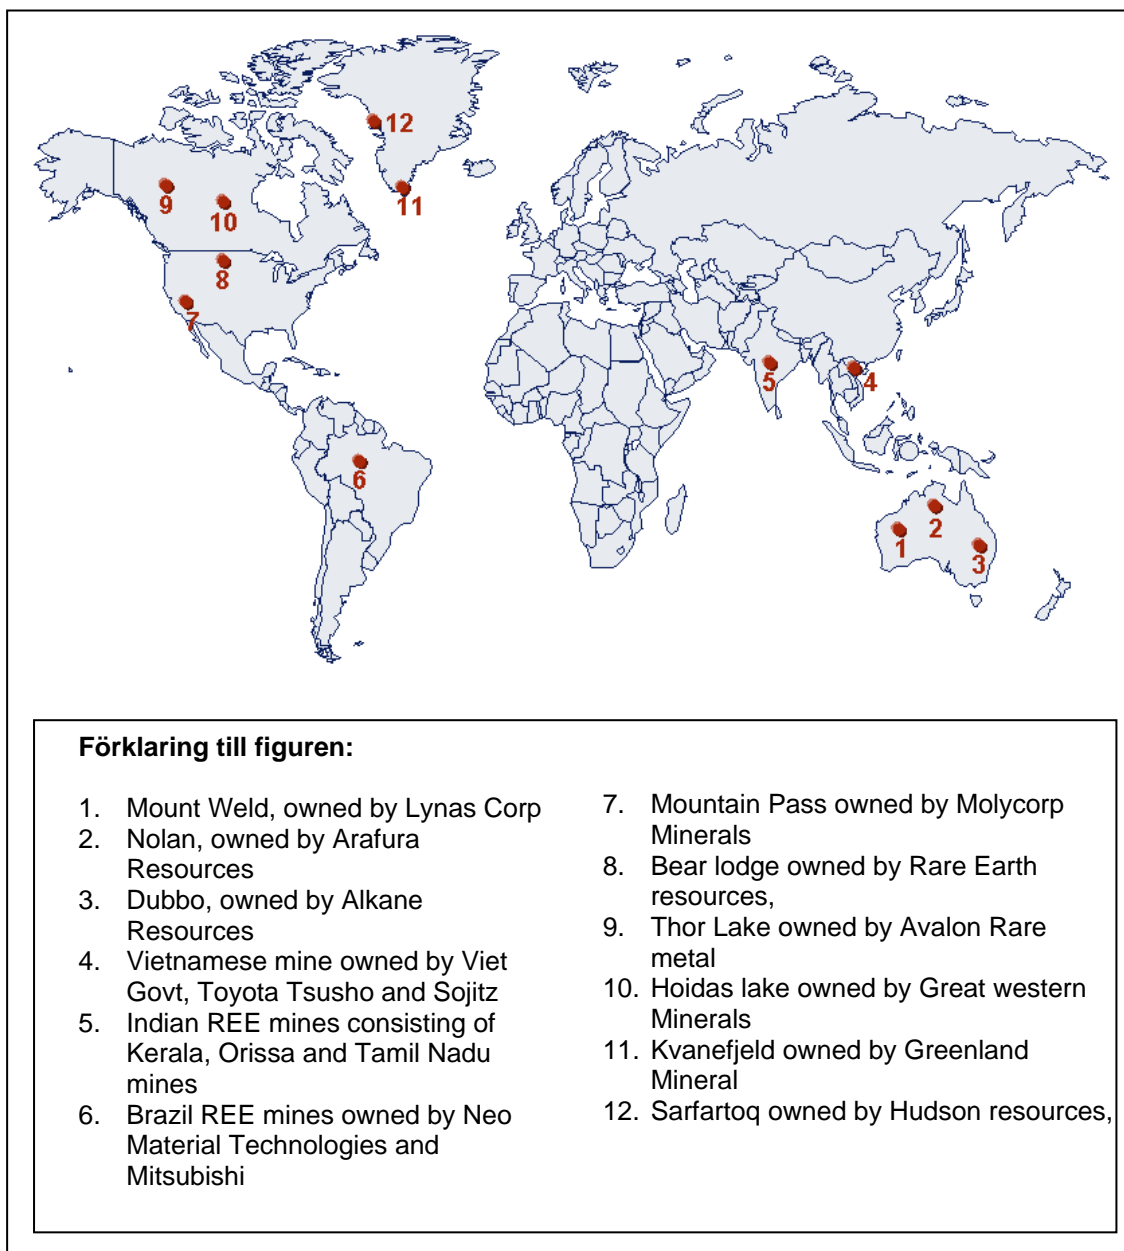 12
9
10
11
8
7
5
4
6
2
1
3
Förklaring till figuren:
1. Mount Weld, owned by Lynas Corp
2. Nolan, owned by Arafura
Resources
3. Dubbo, owned by Alkane
Resources
4. Vietnamese mine owned by Viet
Govt, Toyota Tsusho and Sojitz
5. Indian REE mines consisting of
Kerala, Orissa and Tamil Nadu
mines
6. Brazil REE mines owned by Neo
Material Technologies and
Mitsubishi
7. Mountain Pass owned by Molycorp
Minerals
8. Bear lodge owned by Rare Earth
resources,
9. Thor Lake owned by Avalon Rare
metal
10. Hoidas lake owned by Great western
Minerals
11. Kvanefjeld owned by Greenland
Mineral
12. Sarfartoq owned by Hudson resources,